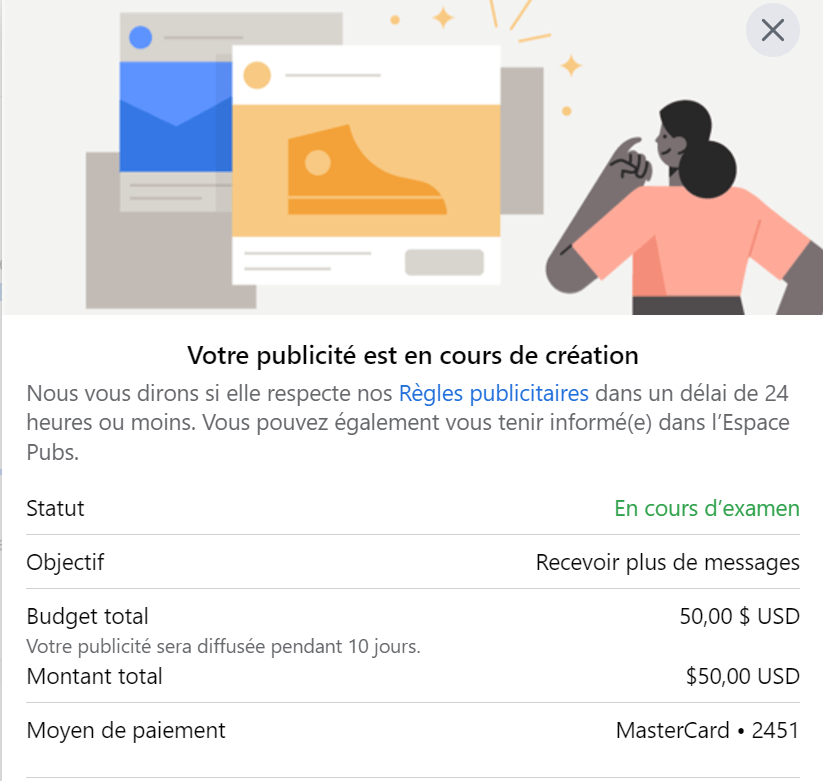 Votre publicité est en cours de création
Nous vous dirons si elle respecte nos Règles publicitaires dans un délai de 24
heures ou moins. Vous pouvez également vous tenir informé(e) dans l’Espace
Pubs.
Statut En cours d’examen
Objectif Recevoir plus de messages
Budget total 50,00 $ USD
Votre publicité sera diffusée pendant 10 jours.
Montant total $50,00 USD
Moyen de paiement MasterCard • 2451